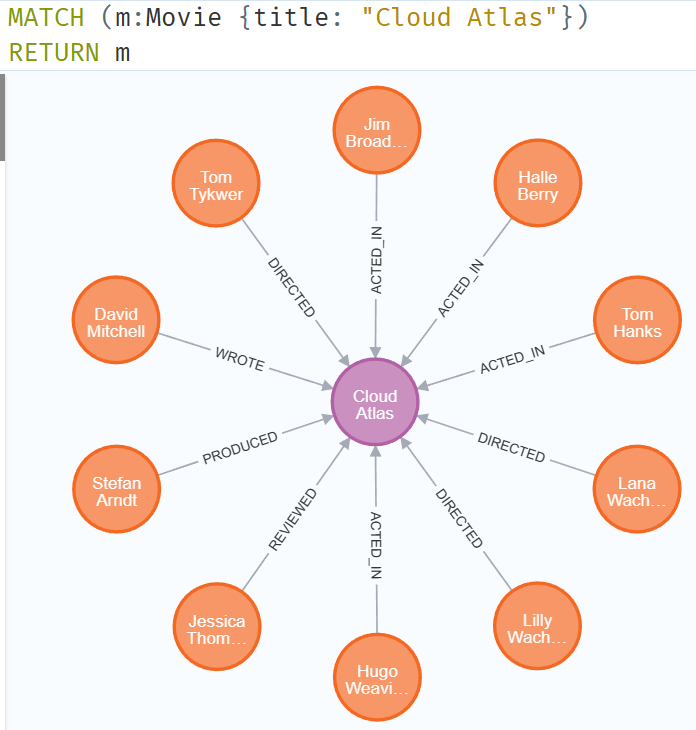 MATCH (m:Movie {title: "Cloud Atlas"})
RETURN m
Jim
Broad...
Tom
Tykwer
Halle
Berry
ACTED_IN
DIRECTED
ACTED_IN
David
Mitchell
Tom
Hanks
WROTE
ACTED_IN
Cloud
Atlas
PRODUCED
DIRECTED
Stefan
Arndt
Lana
Wach...
REVIEWED
ACTED_IN
DIRECTED
Jessica
Thom...
Lilly
Wach...
Hugo
Weavi...